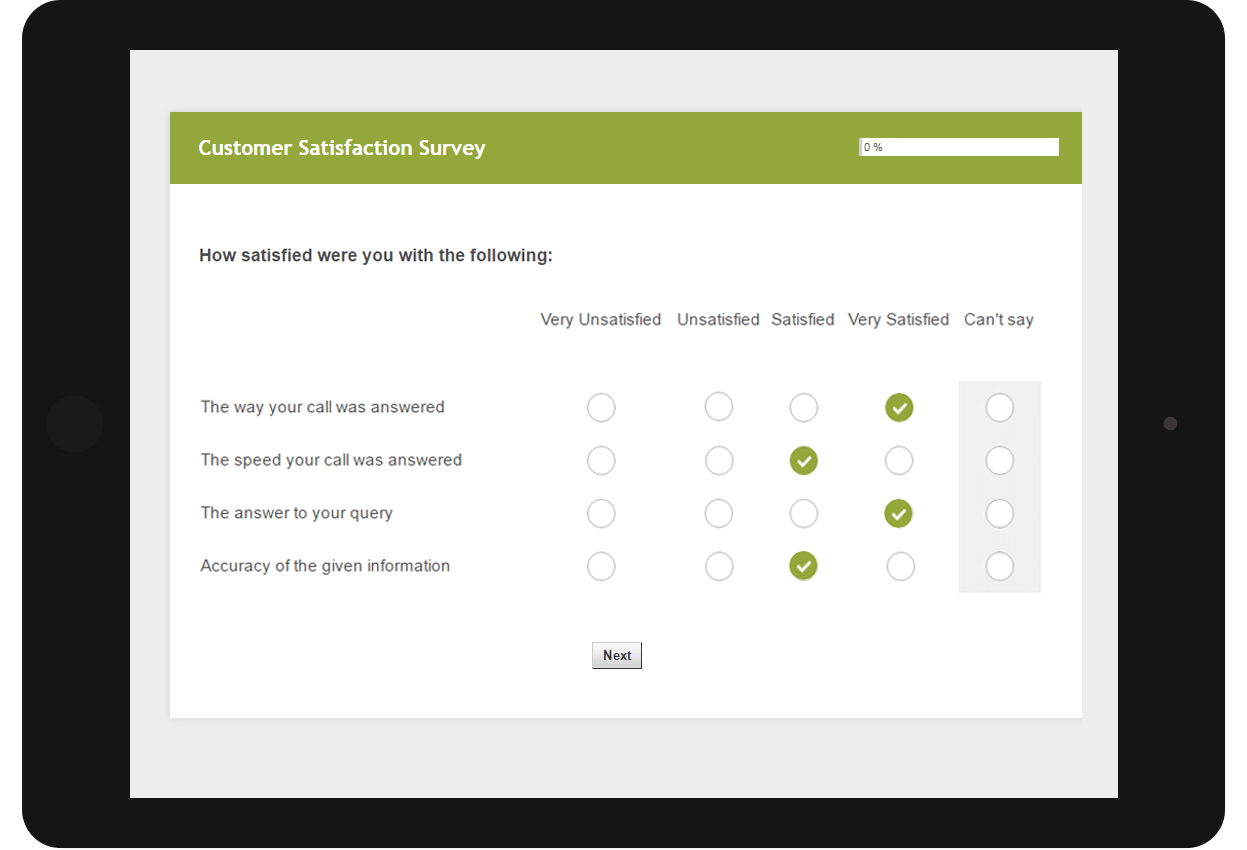 Customer Satisfaction Survey
0 %
How satisfied were you with the following:
Very Unsatisfied Unsatisfied Satisfied Very Satisfied Can't say
The way your call was answered
The speed your call was answered
The answer to your query
Accuracy of the given information
Next